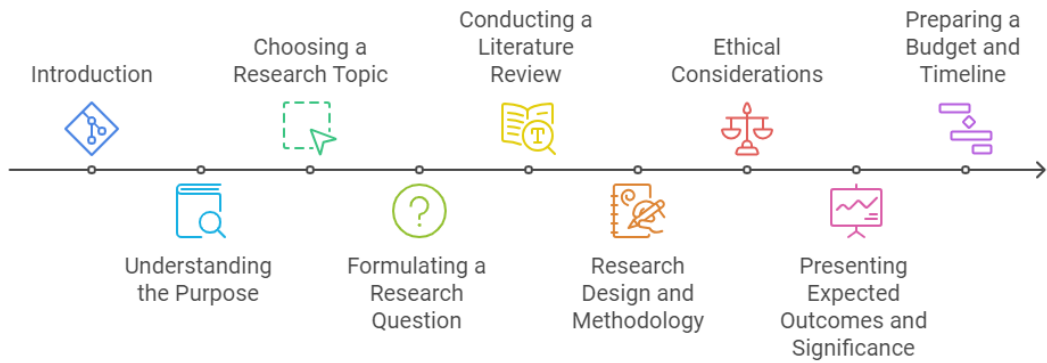 Introduction
Understanding
the Purpose
Choosing a
Research Topic
Formulating a
Research
Question
Conducting a
Literature
Review
Research
Design and
Methodology
Ethical
Considerations
Presenting
Expected
Outcomes and
Significance
Preparing a
Budget and
Timeline